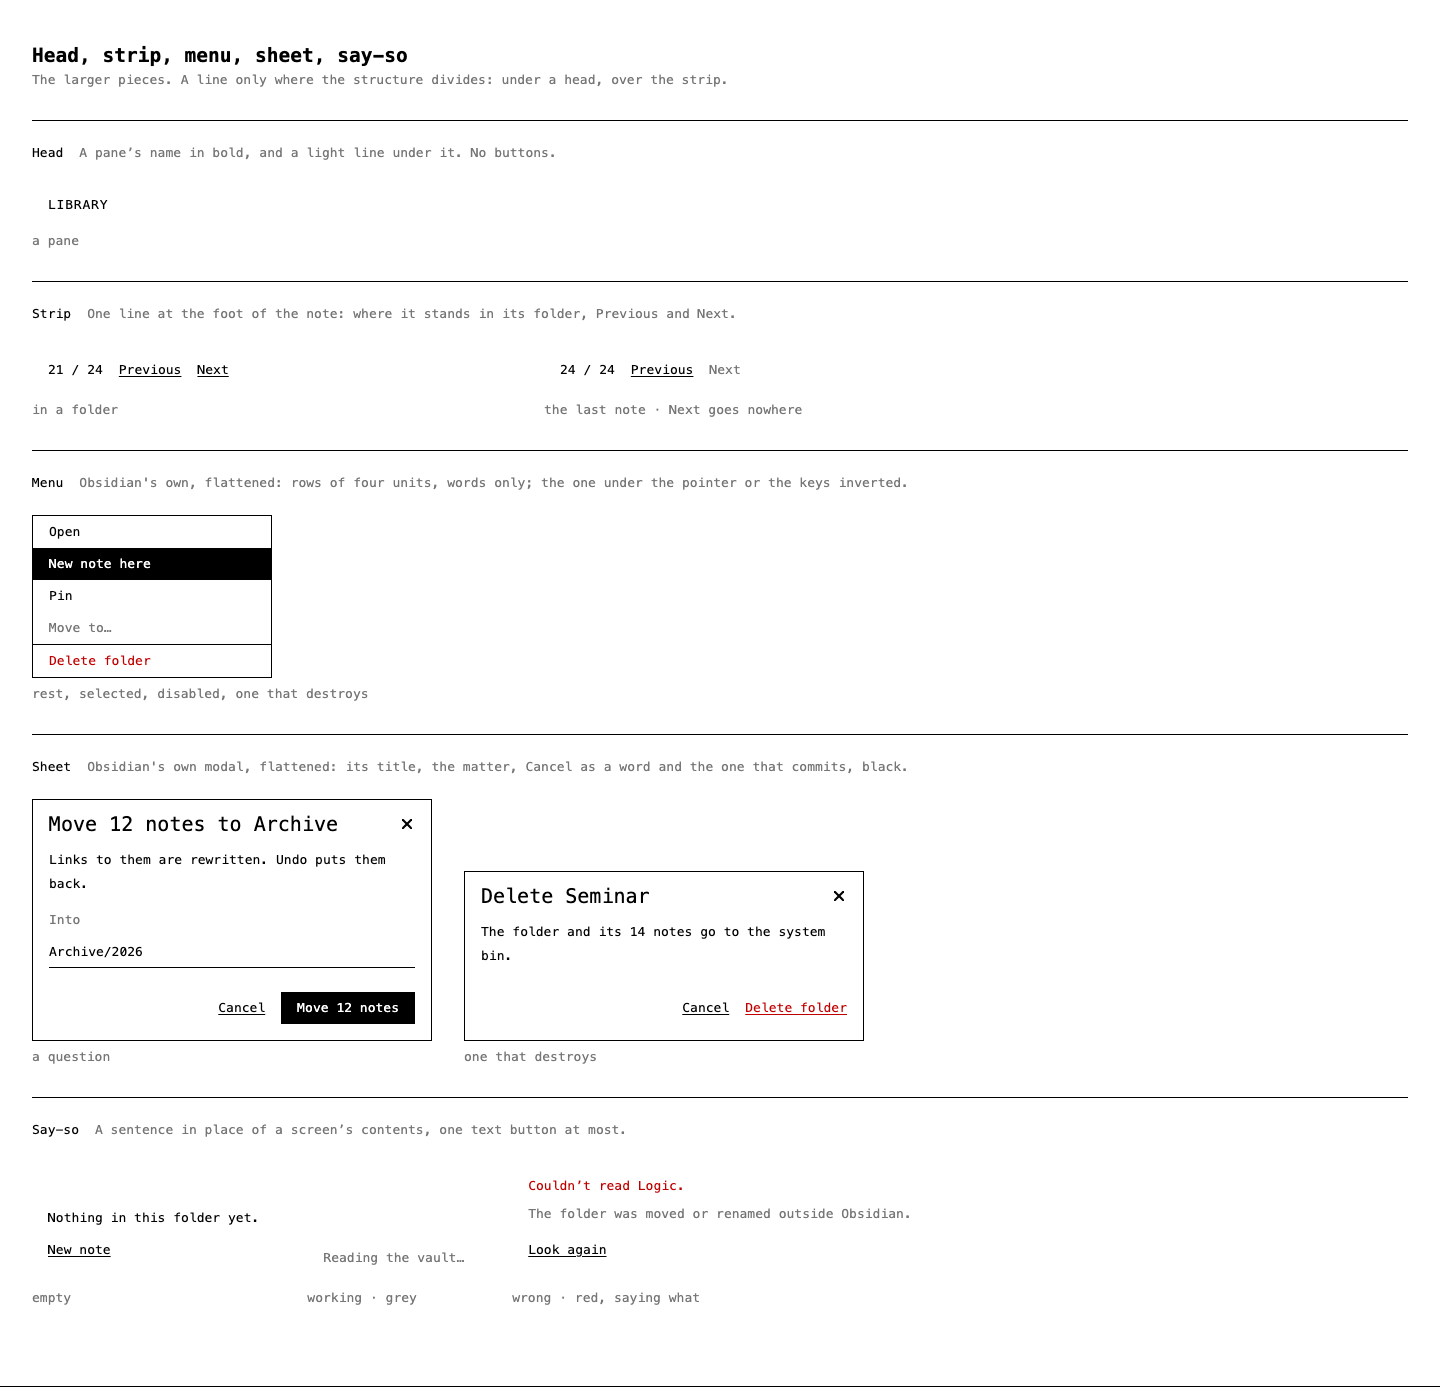 Head, strip, menu, sheet, say-so
The larger pieces. A line only where the structure divides: under a head, over the strip.
Head A pane’s name in bold, and a light line under it. No buttons.
LIBRARY
a pane
Strip One line at the foot of the note: where it stands in its folder, Previous and Next.
21 / 24 Previous Next
24 / 24 Previous Next
in a folder
the last note · Next goes nowhere
Menu Obsidian's own, flattened: rows of four units, words only; the one under the pointer or the keys inverted.
Open
New note here
Pin
Move to…
Delete folder
rest, selected, disabled, one that destroys
Sheet Obsidian's own modal, flattened: its title, the matter, Cancel as a word and the one that commits, black.
Move 12 notes to Archive ×
Links to them are rewritten. Undo puts them
back.
Into
Archive/2026
Cancel Move 12 notes
a question
Delete Seminar ×
The folder and its 14 notes go to the system
bin.
Cancel Delete folder
one that destroys
Say-so A sentence in place of a screen’s contents, one text button at most.
Nothing in this folder yet.
New note
empty
Reading the vault…
working · grey
Couldn’t read Logic.
The folder was moved or renamed outside Obsidian.
Look again
wrong · red, saying what